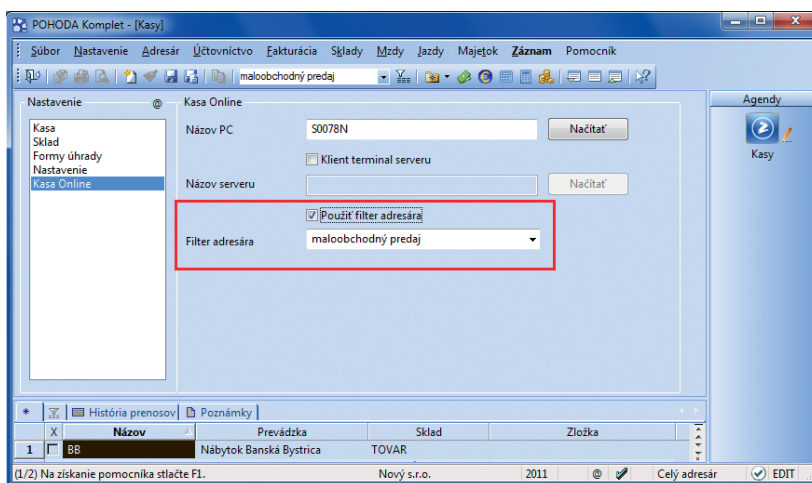 POHODA Komplet - [Kasy]
Súbor Nastavenie Adresár Účtovníctvo Fakturácia Sklady Mzdy Jazdy Majetok Záznam Pomocník
maloobchodný predaj
Nastavenie @
Kasa
Sklad
Formy úhrady
Nastavenie
Kasa Online
Kasa Online
Názov PC S0078N Načítať
Klient terminal serveru
Názov serveru Načítať
Použiť filter adresára
Filter adresára maloobchodný predaj
Agendy
Kasy
* História prenosov Poznámky
X Názov Prevádzka Sklad Zložka
1 BB Nábytok Banská Bystrica TOVAR
(1/2) Na získanie pomocníka stlačte F1. Nový s.r.o. 2011 @ Celý adresár EDIT